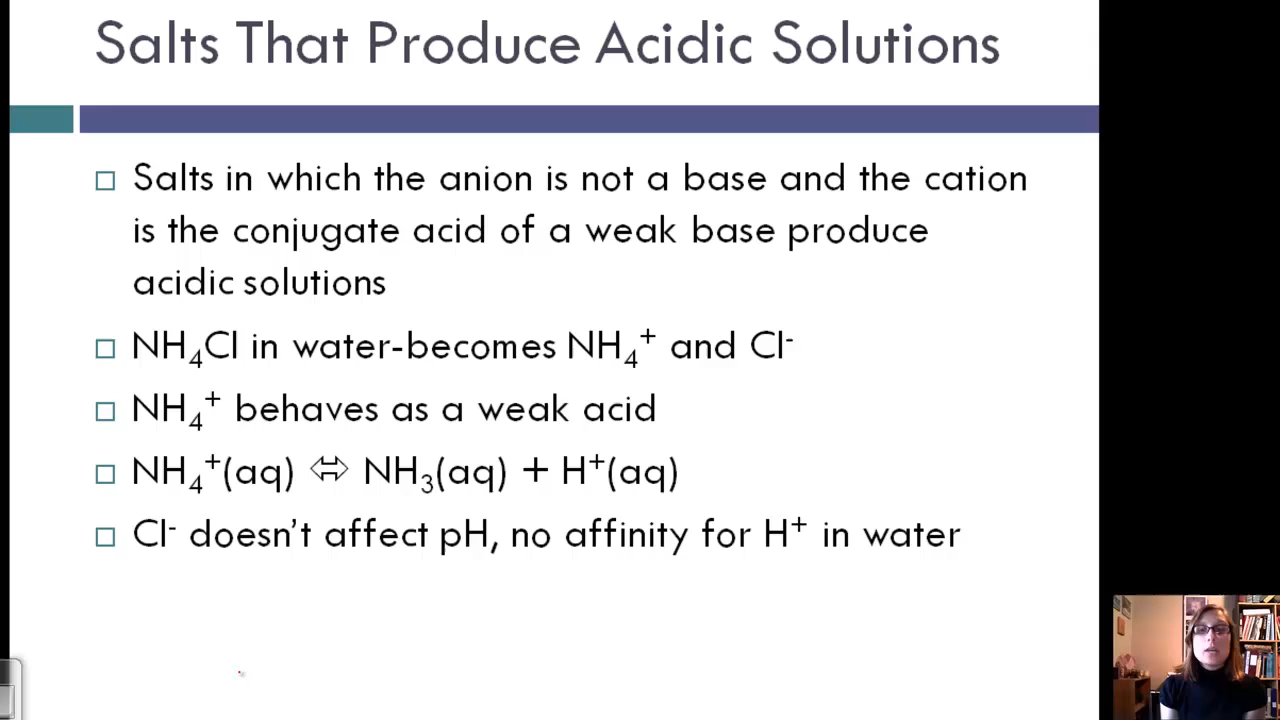 Salts That Produce Acidic Solutions
Salts in which the anion is not a base and the cation
is the conjugate acid of a weak base produce
acidic solutions
NH₄Cl in water-becomes NH₄⁺ and Cl⁻
NH₄⁺ behaves as a weak acid
NH₄⁺(aq) ⬄ NH₃(aq) + H⁺(aq)
Cl⁻ doesn’t affect pH, no affinity for H⁺ in water